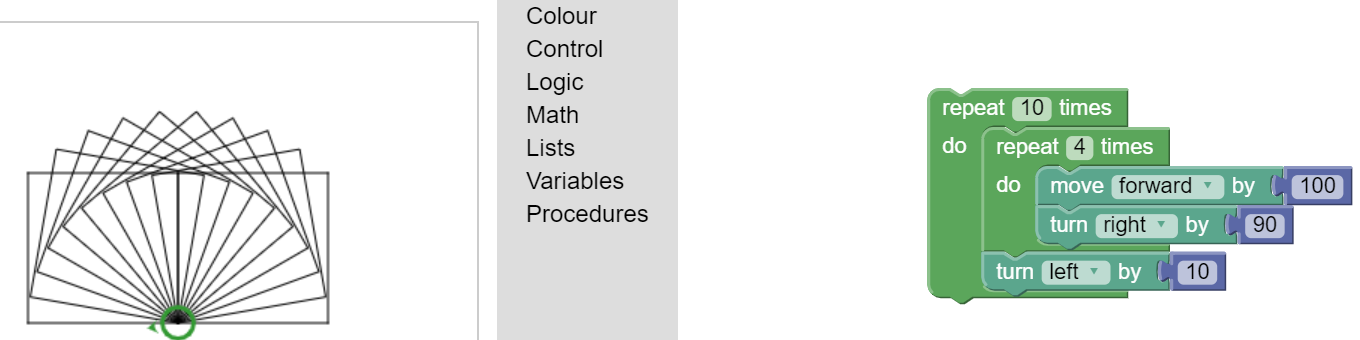 Colour
Control
Logic
Math
Lists
Variables
Procedures
repeat 10 times
do repeat 4 times
do move forward by 100
turn right by 90
turn left by 10